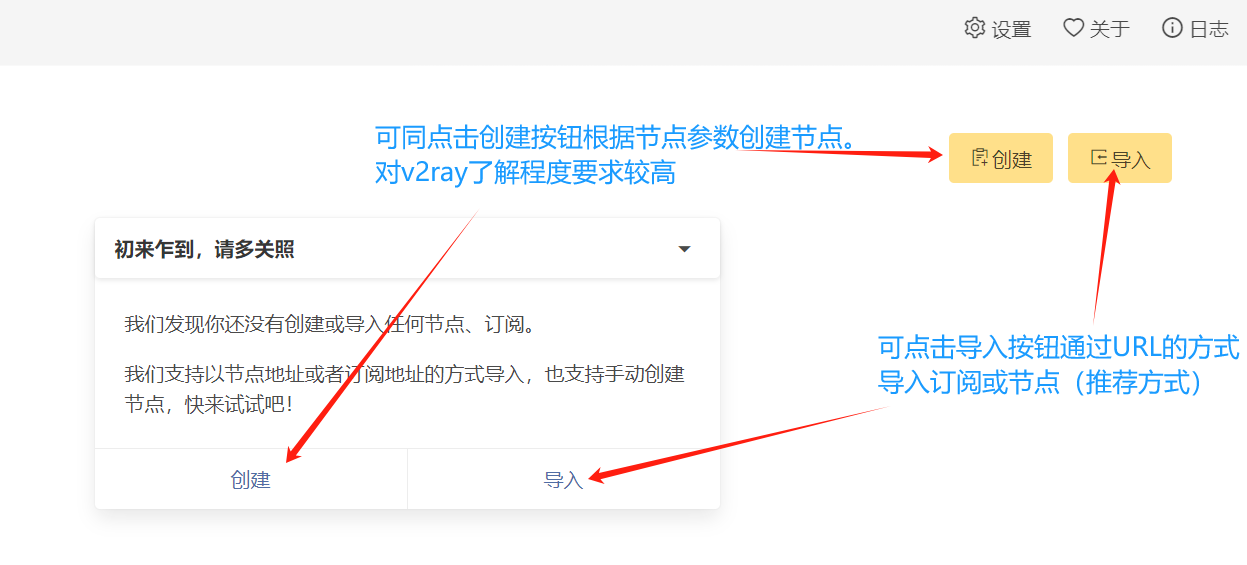 设置 关于 日志
可同点击创建按钮根据节点参数创建节点。
对v2ray了解程度要求较高
创建 导入
初来乍到，请多关照
我们发现你还没有创建或导入任何节点、订阅。
我们支持以节点地址或者订阅地址的方式导入，也支持手动创建
节点，快来试试吧！
可点击导入按钮通过URL的方式
导入订阅或节点（推荐方式）
创建 导入